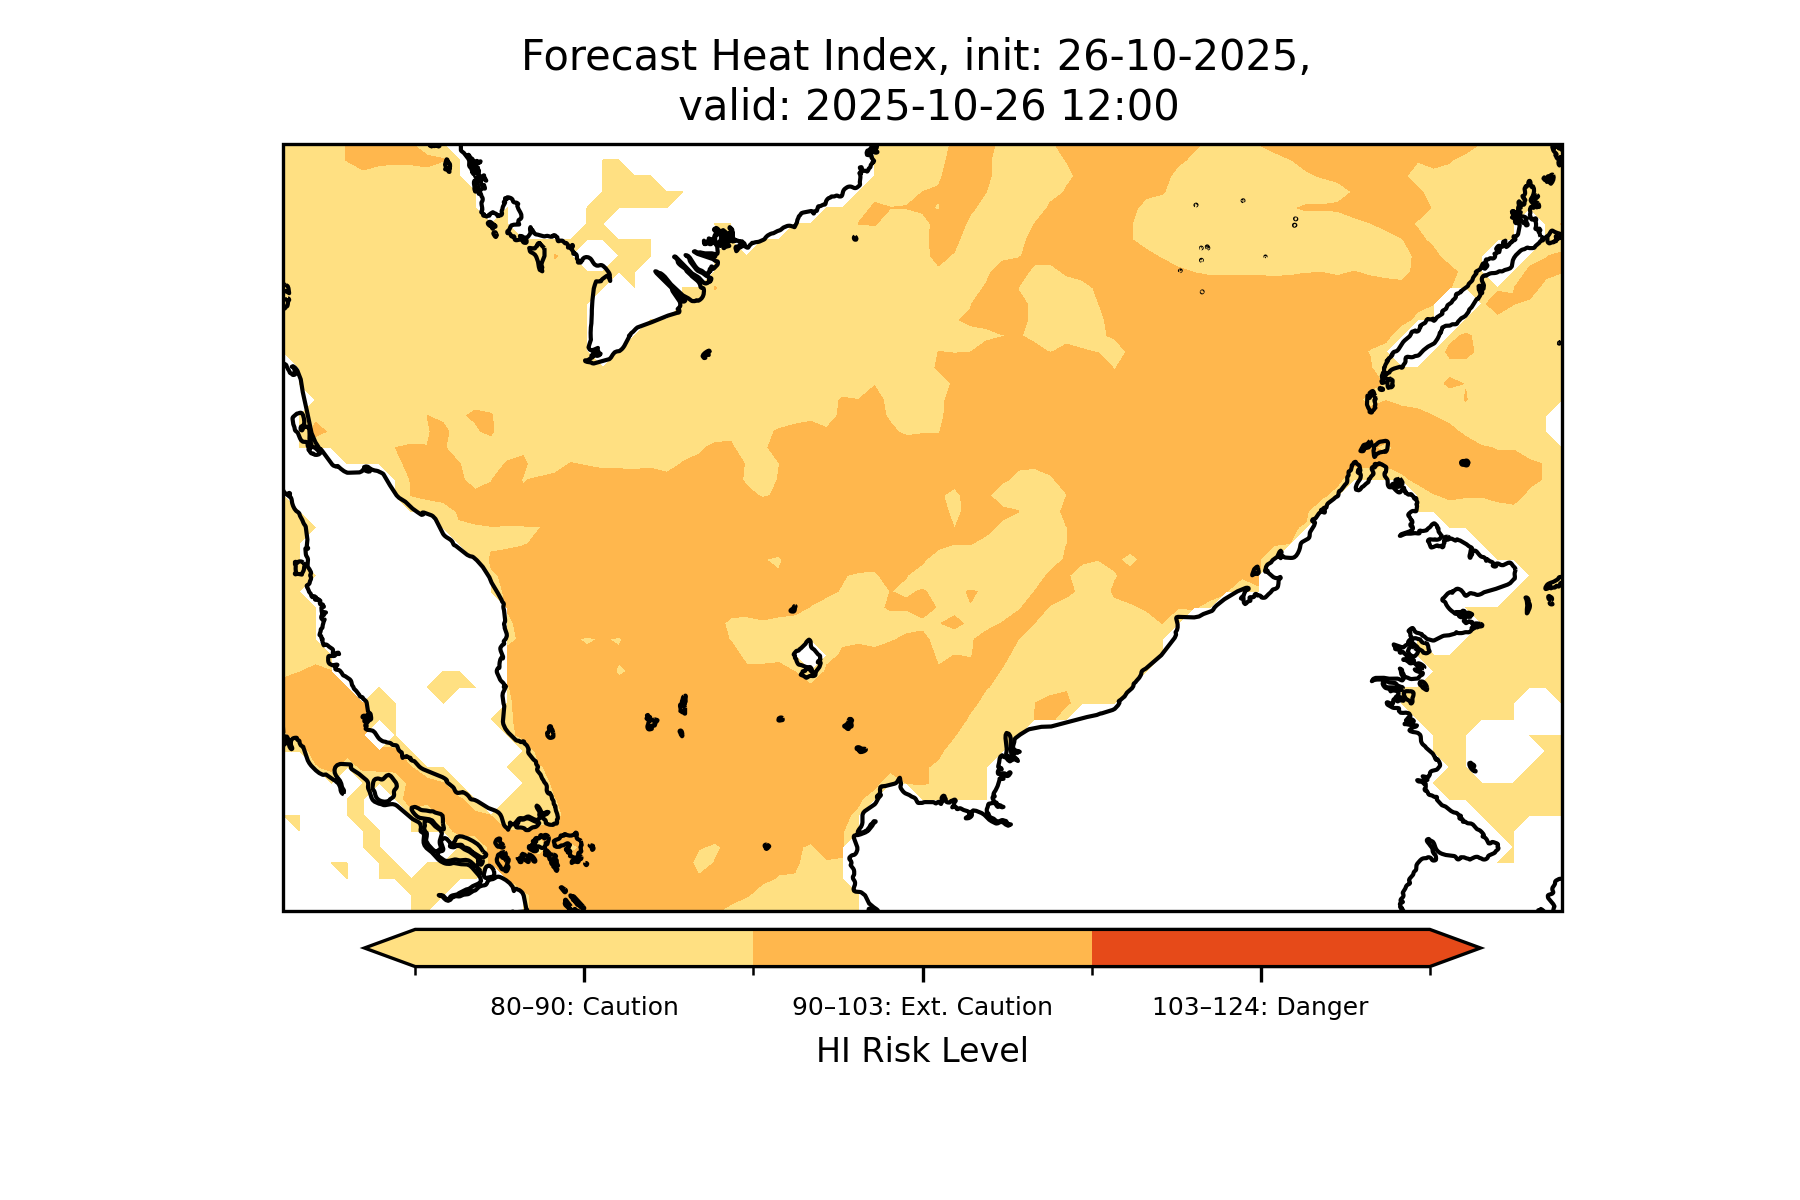 Forecast Heat Index, init: 26-10-2025,
valid: 2025-10-26 12:00
80–90: Caution
90–103: Ext. Caution
103–124: Danger
HI Risk Level